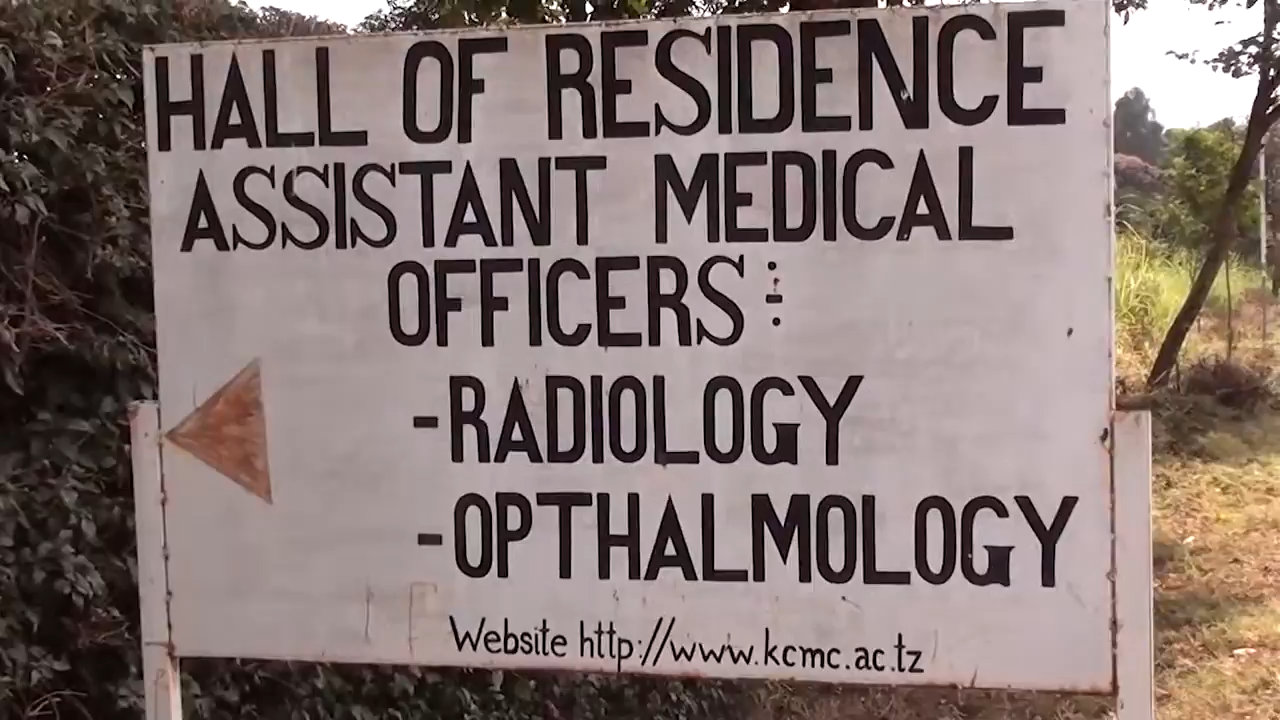 HALL OF RESIDENCE
ASSISTANT MEDICAL
OFFICERS:-
-RADIOLOGY
-OPTHALMOLOGY
Website http://www.kcmc.ac.tz